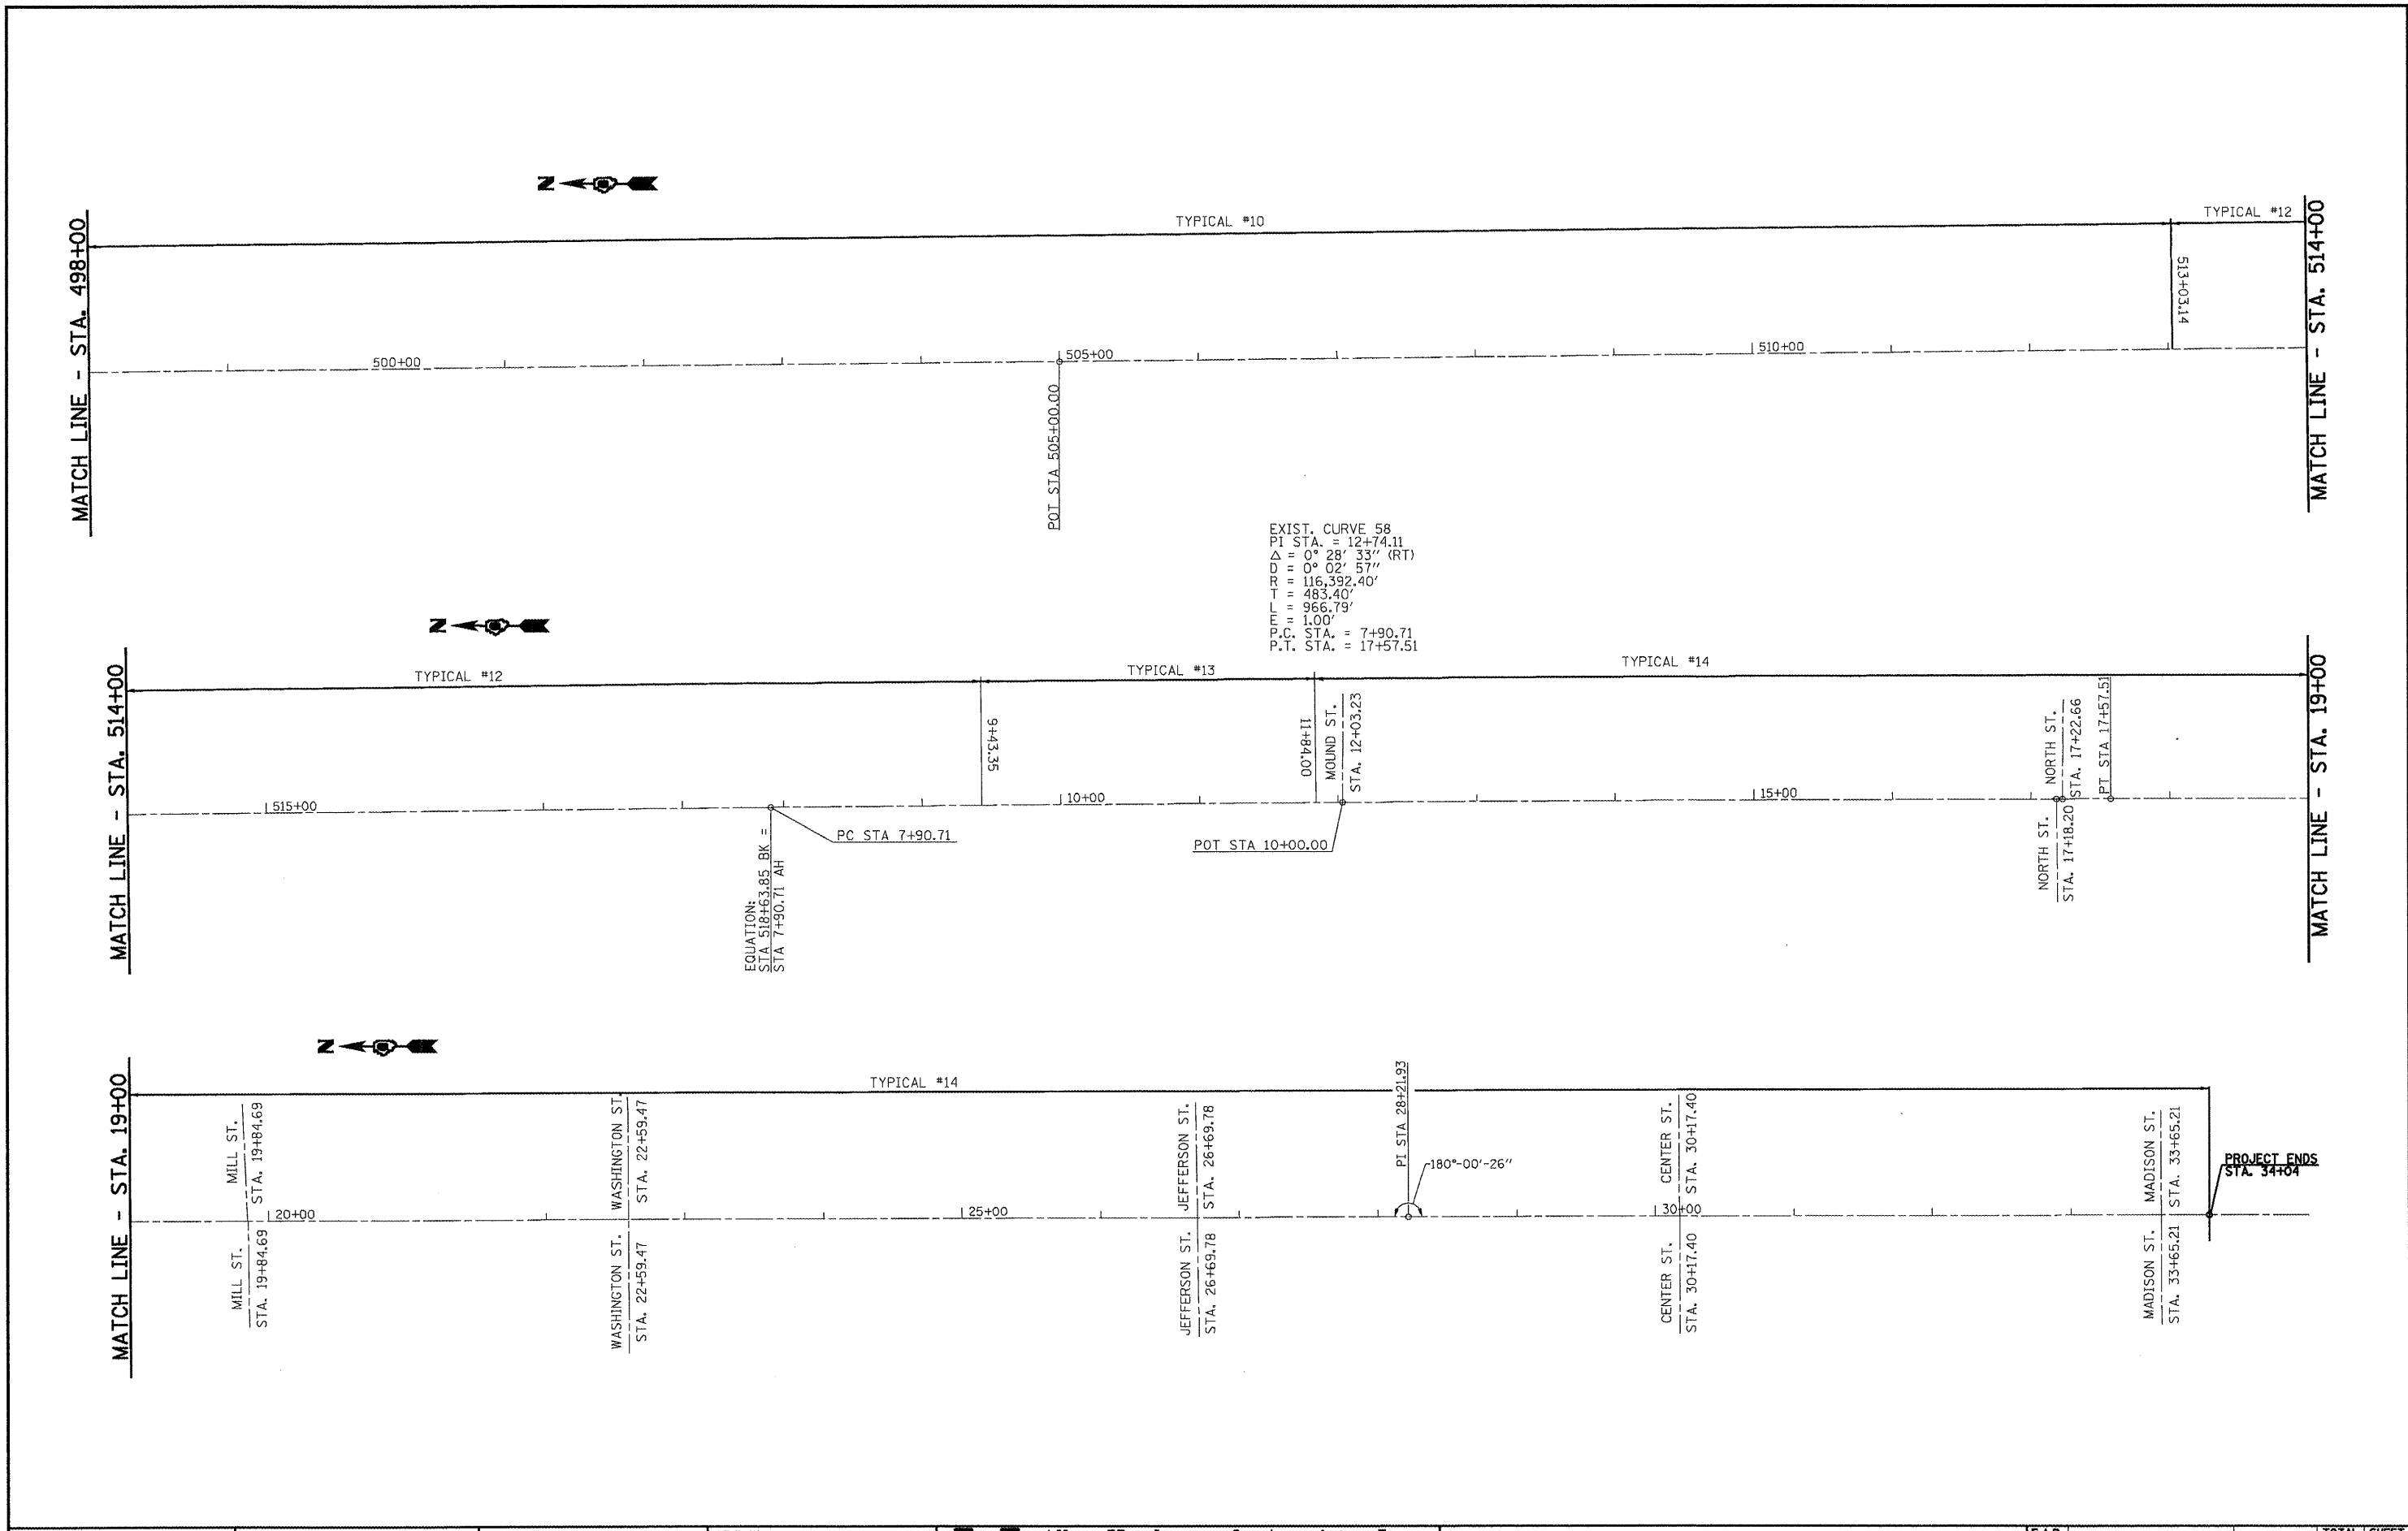 N
MATCH LINE - STA. 498+00
TYPICAL #10
TYPICAL #12
513+03.14
MATCH LINE - STA. 514+00
500+00
505+00
510+00
POT STA 505+00.00
EXIST. CURVE 58
PI STA. = 12+74.11
Δ = 0° 28' 33" (RT)
D = 0° 02' 57"
R = 116,392.40'
T = 483.40'
L = 966.79'
E = 1.00'
P.C. STA. = 7+90.71
P.T. STA. = 17+57.51
N
MATCH LINE - STA. 514+00
TYPICAL #12
TYPICAL #13
TYPICAL #14
9+43.35
11+84.00
MOUND ST.
STA. 12+03.23
NORTH ST.
STA. 17+22.66
PT STA 17+57.51
MATCH LINE - STA. 19+00
515+00
10+00
15+00
PC STA 7+90.71
POT STA 10+00.00
EQUATION:
STA 518+63.85 BK =
STA 7+90.71 AH
NORTH ST.
STA. 17+18.20
N
MATCH LINE - STA. 19+00
TYPICAL #14
MILL ST.
STA. 19+84.69
WASHINGTON ST.
STA. 22+59.47
JEFFERSON ST.
STA. 26+69.78
PI STA 28+21.93
180°-00'-26"
CENTER ST.
STA. 30+17.40
MADISON ST.
STA. 33+65.21
PROJECT ENDS
STA. 34+04
20+00
25+00
30+00
MILL ST.
STA. 19+84.69
WASHINGTON ST.
STA. 22+59.47
JEFFERSON ST.
STA. 26+69.78
CENTER ST.
STA. 30+17.40
MADISON ST.
STA. 33+65.21